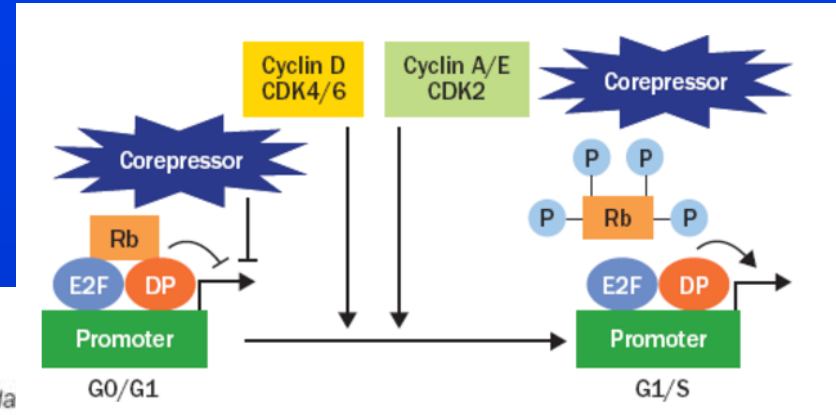 Cyclin D
CDK4/6
Cyclin A/E
CDK2
Corepressor
Corepressor
P
P
Rb
P
Rb
P
E2F
DP
E2F
DP
Promoter
Promoter
G0/G1
G1/S